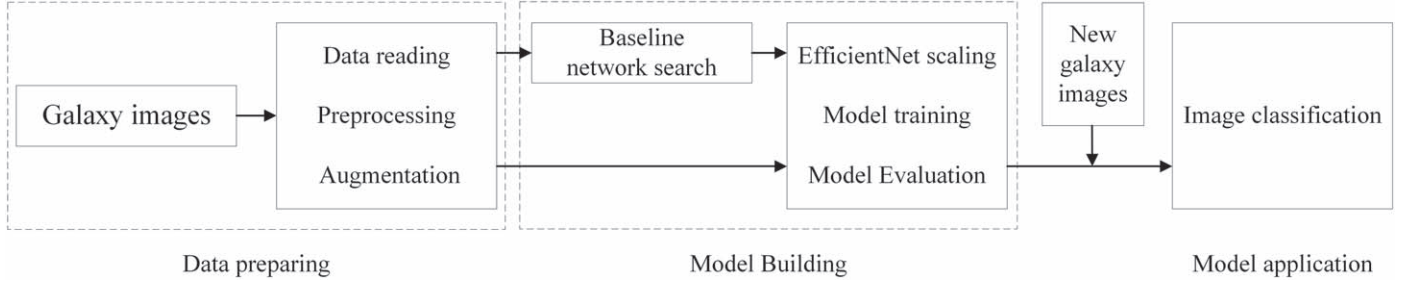 Galaxy images
Data reading
Preprocessing
Augmentation
Data preparing
Baseline
network search
EfficientNet scaling
Model training
Model Evaluation
Model Building
New
galaxy
images
Image classification
Model application